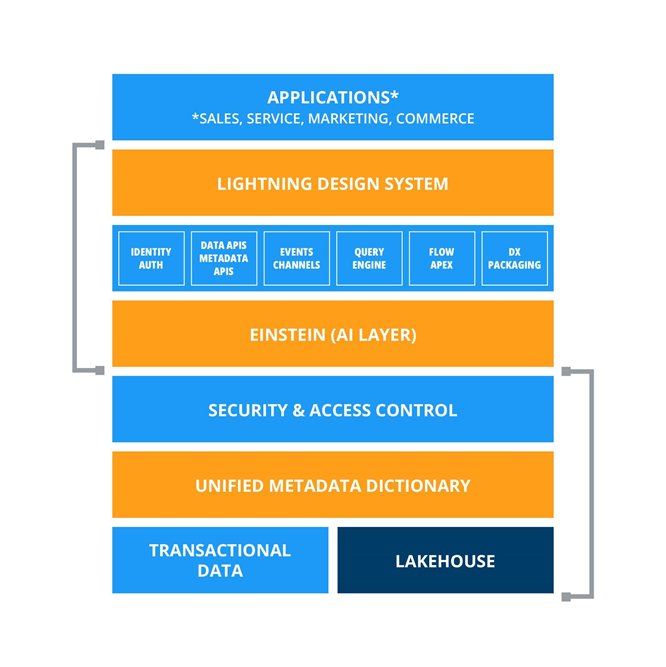 APPLICATIONS*
*SALES, SERVICE, MARKETING, COMMERCE
LIGHTNING DESIGN SYSTEM
IDENTITY
AUTH
DATA APIS
METADATA
APIS
EVENTS
CHANNELS
QUERY
ENGINE
FLOW
APEX
DX
PACKAGING
EINSTEIN (AI LAYER)
SECURITY & ACCESS CONTROL
UNIFIED METADATA DICTIONARY
TRANSACTIONAL
DATA
LAKEHOUSE